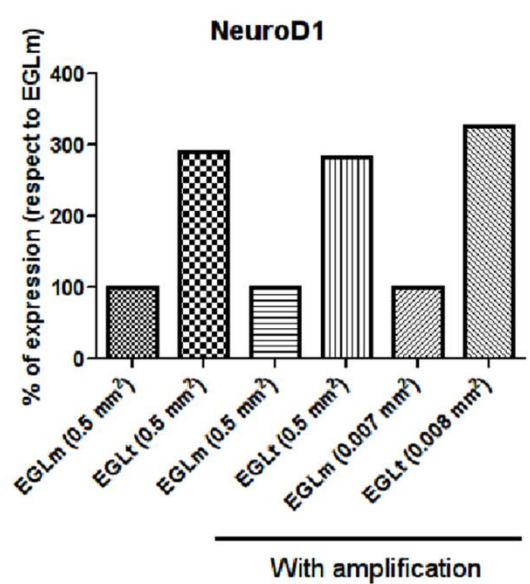 NeuroD1
% of expression (respect to EGLm)
400
300
200
100
0
EGLm (0.5 mm²)
EGLt (0.5 mm²)
EGLm (0.5 mm²)
EGLt (0.5 mm²)
EGLm (0.007 mm²)
EGLt (0.008 mm²)
With amplification